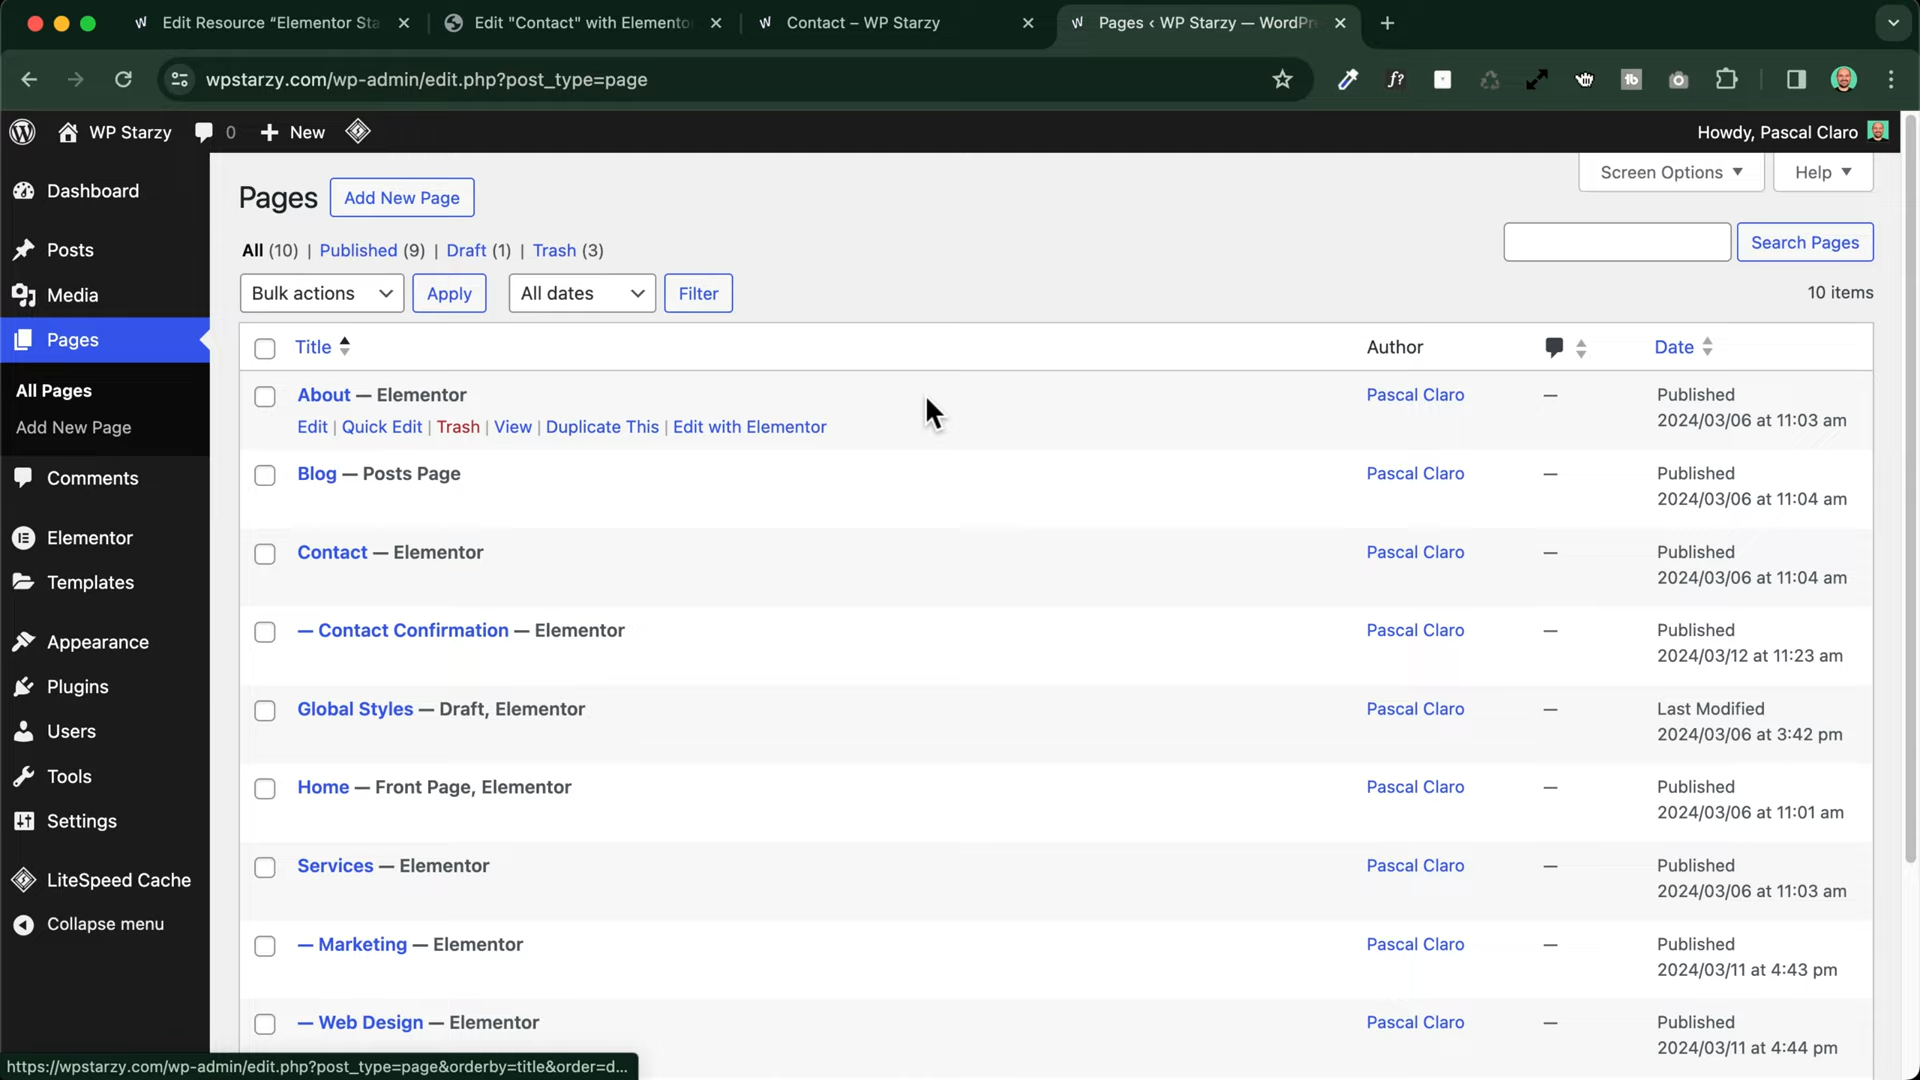 Edit Resource “Elementor Sta
Edit "Contact" with Elemento
Contact – WP Starzy
Pages ‹ WP Starzy — WordPr
wpstarzy.com/wp-admin/edit.php?post_type=page
WP Starzy
0
New
Howdy, Pascal Claro
Dashboard
Posts
Media
Pages
All Pages
Add New Page
Comments
Elementor
Templates
Appearance
Plugins
Users
Tools
Settings
LiteSpeed Cache
Collapse menu
Screen Options
Help
Pages
Add New Page
All (10) | Published (9) | Draft (1) | Trash (3)
Search Pages
Bulk actions
Apply
All dates
Filter
10 items
Title
Author
Date
About — Elementor
Edit | Quick Edit | Trash | View | Duplicate This | Edit with Elementor
Pascal Claro
—
Published
2024/03/06 at 11:03 am
Blog — Posts Page
Pascal Claro
—
Published
2024/03/06 at 11:04 am
Contact — Elementor
Pascal Claro
—
Published
2024/03/06 at 11:04 am
— Contact Confirmation — Elementor
Pascal Claro
—
Published
2024/03/12 at 11:23 am
Global Styles — Draft, Elementor
Pascal Claro
—
Last Modified
2024/03/06 at 3:42 pm
Home — Front Page, Elementor
Pascal Claro
—
Published
2024/03/06 at 11:01 am
Services — Elementor
Pascal Claro
—
Published
2024/03/06 at 11:03 am
— Marketing — Elementor
Pascal Claro
—
Published
2024/03/11 at 4:43 pm
— Web Design — Elementor
Pascal Claro
—
Published
2024/03/11 at 4:44 pm
https://wpstarzy.com/wp-admin/edit.php?post_type=page&orderby=title&order=d...